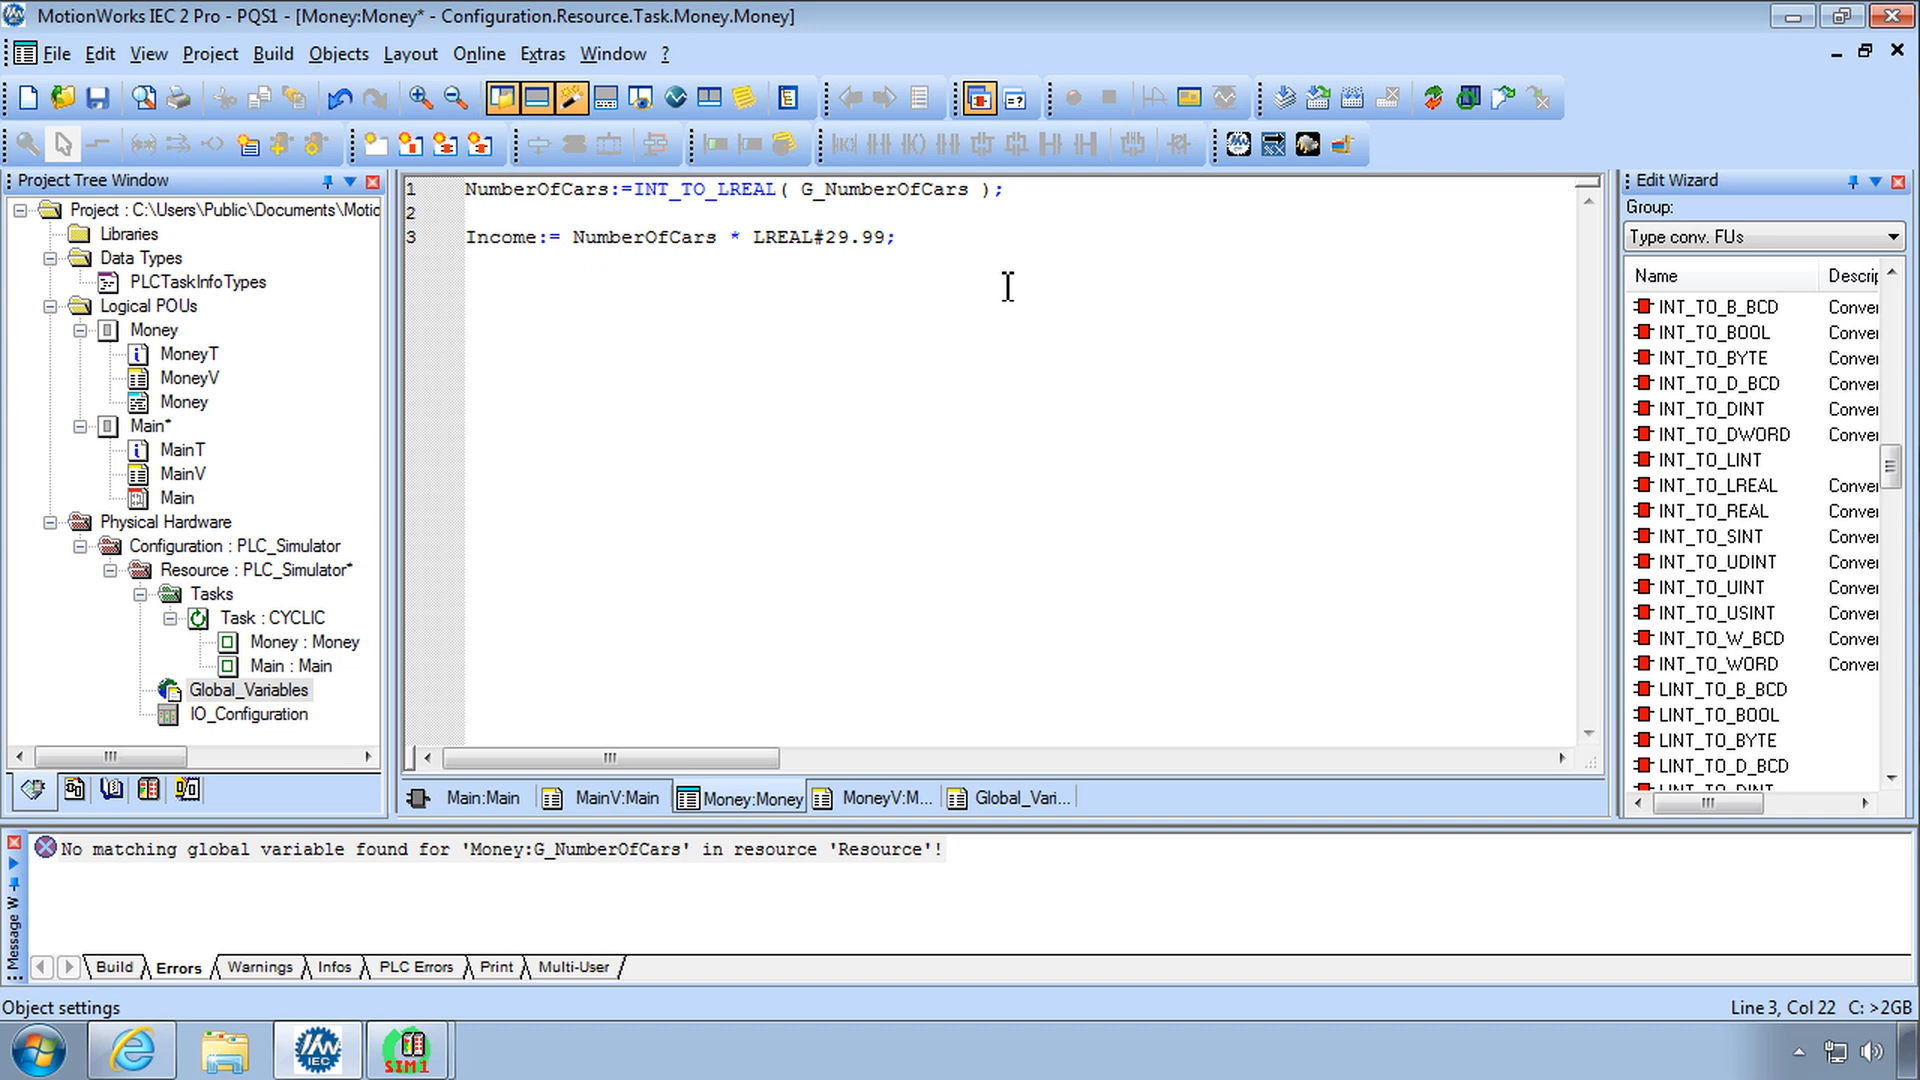 MotionWorks IEC 2 Pro - PQS1 - [Money:Money* - Configuration.Resource.Task.Money.Money]
File Edit View Project Build Objects Layout Online Extras Window ?
Project Tree Window
Project : C:\Users\Public\Documents\Motic
Libraries
Data Types
PLCTaskInfoTypes
Logical POUs
Money
MoneyT
MoneyV
Money
Main*
MainT
MainV
Main
Physical Hardware
Configuration : PLC_Simulator
Resource : PLC_Simulator*
Tasks
Task : CYCLIC
Money : Money
Main : Main
Global_Variables
IO_Configuration
1 NumberOfCars:=INT_TO_LREAL( G_NumberOfCars );
2
3 Income:= NumberOfCars * LREAL#29.99;
Main:Main MainV:Main Money:Money MoneyV:M... Global_Vari...
Edit Wizard
Group:
Type conv. FUs
Name Descrip
INT_TO_B_BCD Conver
INT_TO_BOOL Conver
INT_TO_BYTE Conver
INT_TO_D_BCD Conver
INT_TO_DINT Conver
INT_TO_DWORD Conver
INT_TO_LINT
INT_TO_LREAL Conver
INT_TO_REAL Conver
INT_TO_SINT Conver
INT_TO_UDINT Conver
INT_TO_UINT Conver
INT_TO_USINT Conver
INT_TO_W_BCD Conver
INT_TO_WORD Conver
LINT_TO_B_BCD
LINT_TO_BOOL
LINT_TO_BYTE
LINT_TO_D_BCD
Message W
No matching global variable found for 'Money:G_NumberOfCars' in resource 'Resource'!
Build Errors Warnings Infos PLC Errors Print Multi-User
Object settings
Line 3, Col 22 C: >2GB
IEC
SIM1